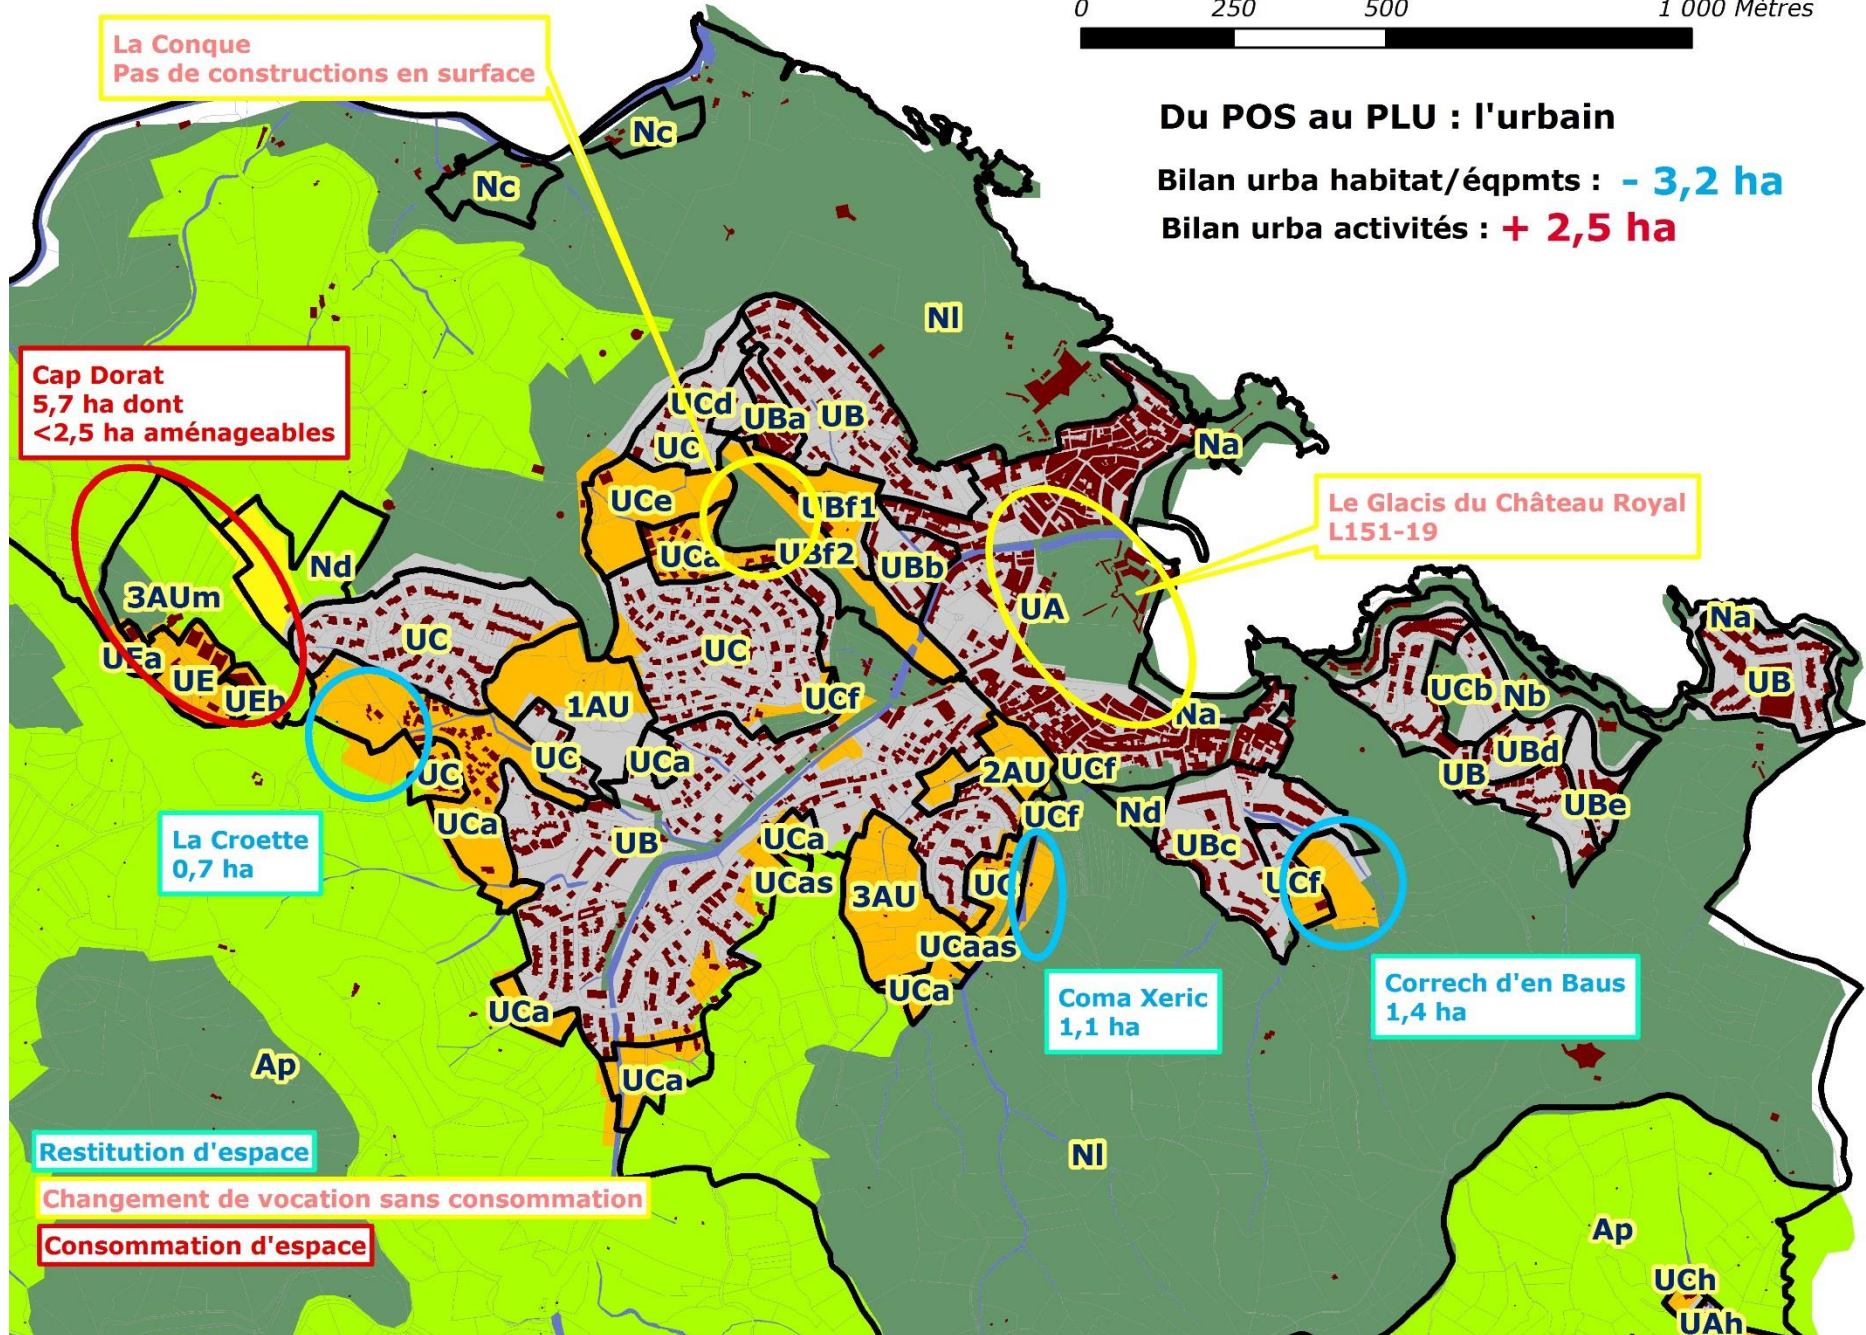 0 250 500 1 000 Mètres
La Conque
Pas de constructions en surface
Du POS au PLU : l'urbain
Bilan urba habitat/éqpmts : - 3,2 ha
Bilan urba activités : + 2,5 ha
Nc
Nc
Nl
Cap Dorat
5,7 ha dont
<2,5 ha aménageables
UCd
UBa
UB
UC
Na
Le Glacis du Château Royal
L151-19
UCe
UBf1
UCa
UBf2
UBb
Nd
3AUm
UA
UEa
UE
UEb
UC
UC
1AU
UCf
Na
UCb
Nb
Na
UB
UC
UC
UCa
2AU
UCf
UB
UBd
UBe
La Croette
0,7 ha
UCa
UB
UCa
UCf
Nd
UBc
UCas
3AU
UC
UCf
UCaas
UCa
UCa
Coma Xeric
1,1 ha
Correch d'en Baus
1,4 ha
Ap
UCa
Restitution d'espace
Nl
Changement de vocation sans consommation
Consommation d'espace
Ap
UCh
UAh